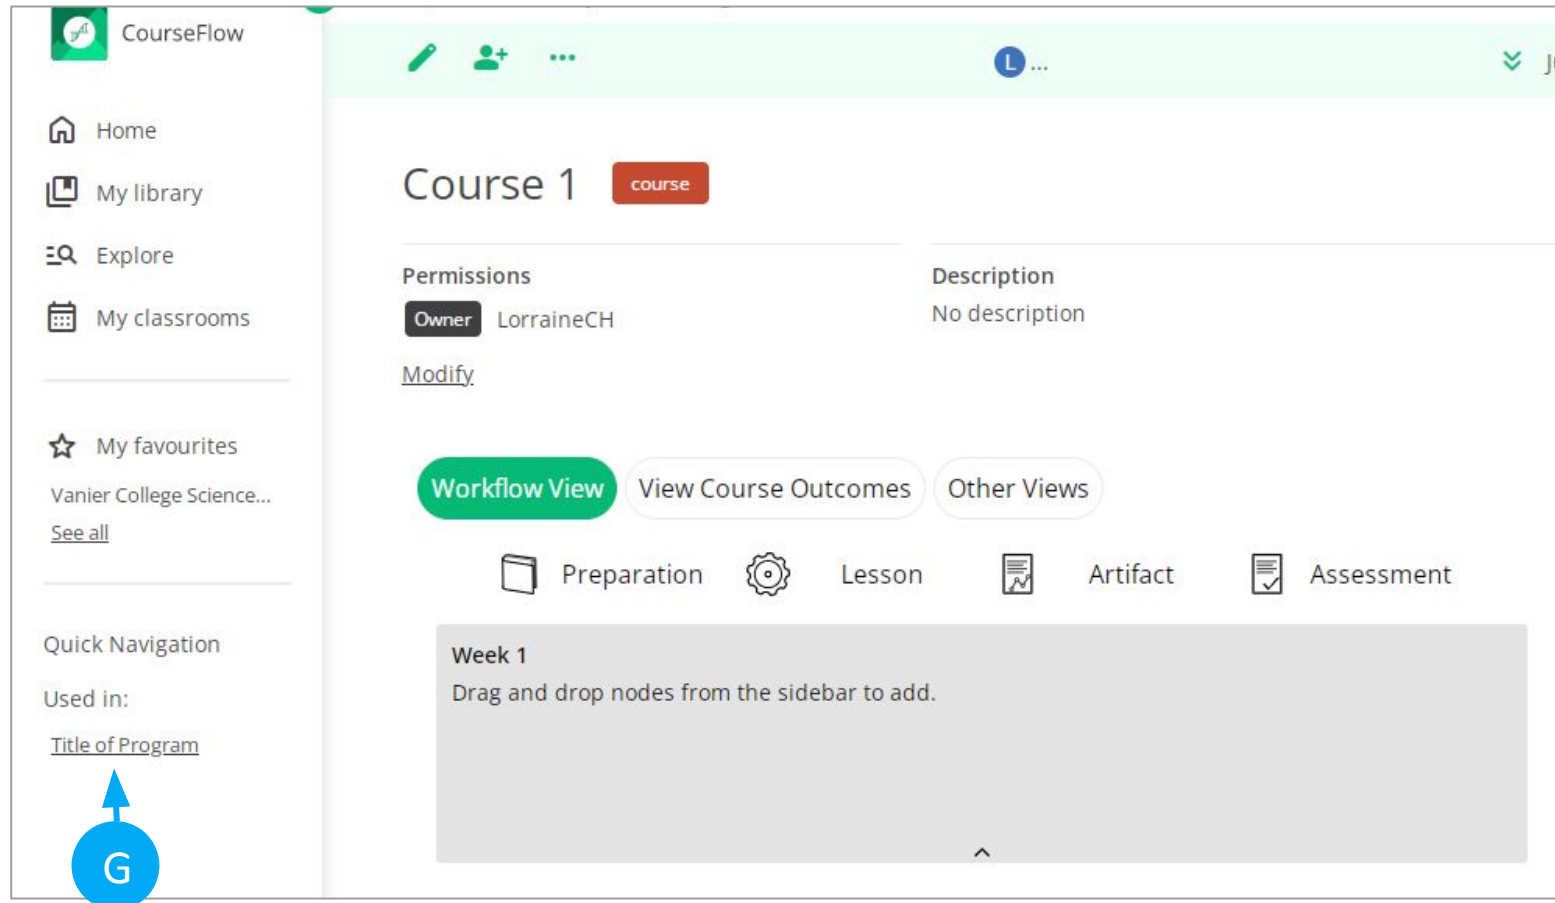 CourseFlow
Home
My library
Explore
My classrooms
My favourites
Vanier College Science...
See all
Quick Navigation
Used in:
Title of Program
G
L ...
Course 1 course
Permissions
Owner LorraineCH
Modify
Description
No description
Workflow View View Course Outcomes Other Views
Preparation Lesson Artifact Assessment
Week 1
Drag and drop nodes from the sidebar to add.